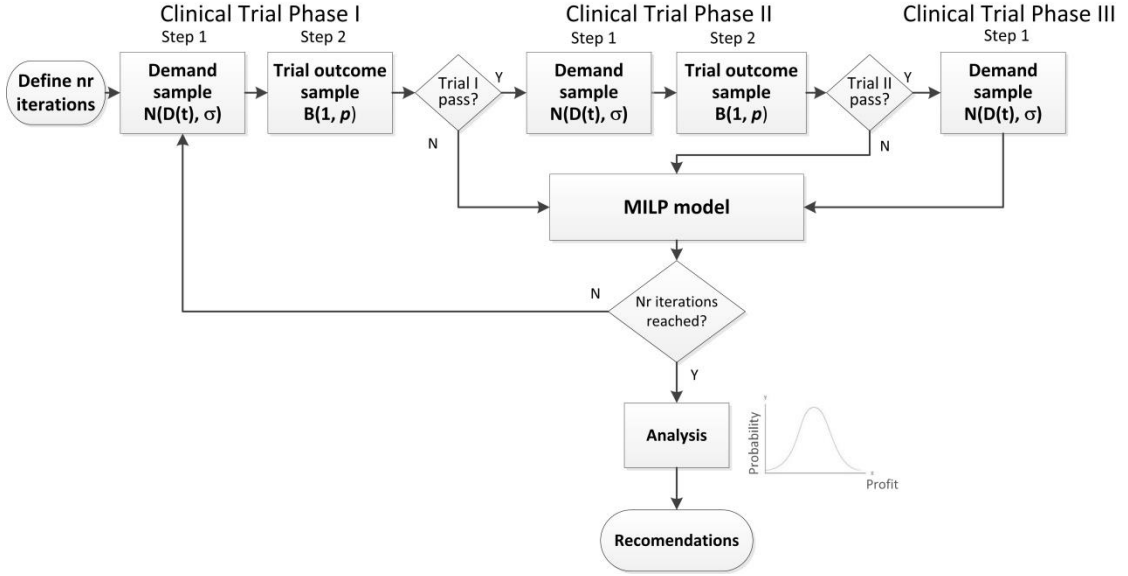 Clinical Trial Phase I
Clinical Trial Phase II
Clinical Trial Phase III
Step 1
Step 2
Step 1
Step 2
Step 1
Define nr
iterations
Demand
sample
N(D(t), σ)
Trial outcome
sample
B(1, p)
Trial I
pass?
Y
N
Demand
sample
N(D(t), σ)
Trial outcome
sample
B(1, p)
Trial II
pass?
Y
N
Demand
sample
N(D(t), σ)
MILP model
N
Nr iterations
reached?
Y
Analysis
Y
Probability
x
Profit
Recomendations